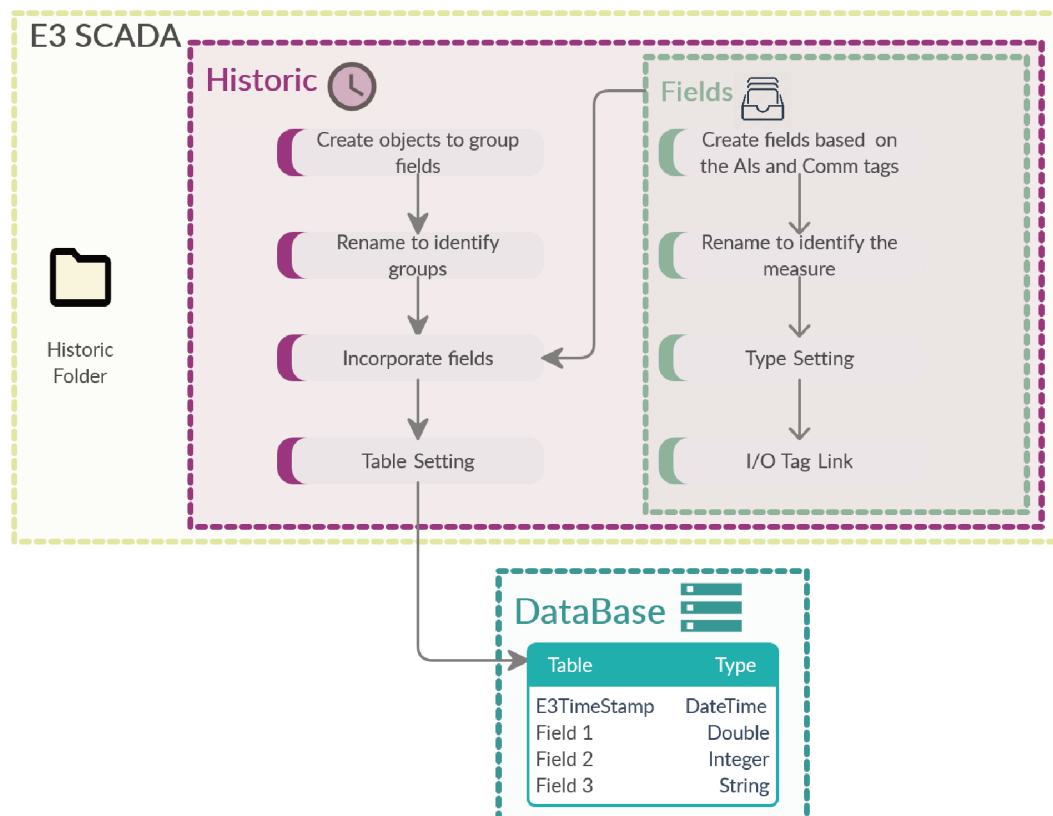 E3 SCADA
Historic
Create objects to group
fields
Rename to identify
groups
Incorporate fields
Table Setting
Fields
Create fields based on
the AIs and Comm tags
Rename to identify the
measure
Type Setting
I/O Tag Link
Historic
Folder
DataBase
Table Type
E3TimeStamp DateTime
Field 1 Double
Field 2 Integer
Field 3 String